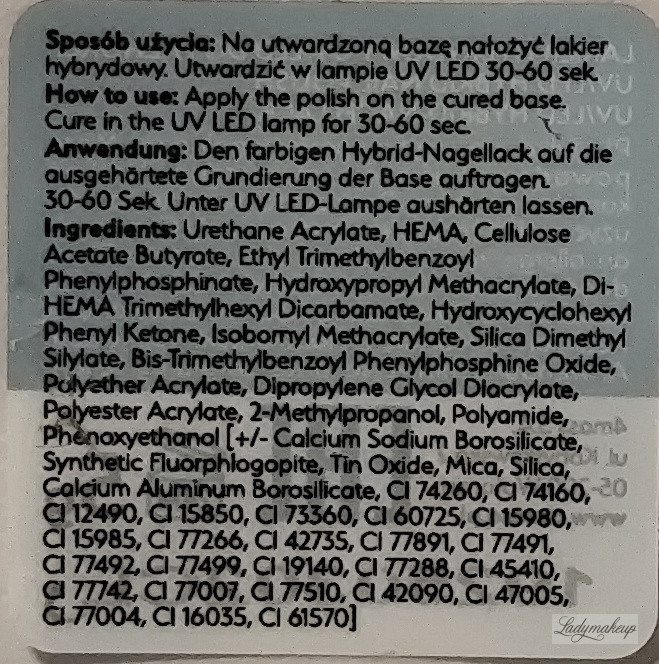 Sposób użycia: Na utwardzoną bazę nałożyć lakier
hybrydowy. Utwardzić w lampie UV LED 30-60 sek.
How to use: Apply the polish on the cured base.
Cure in the UV LED lamp for 30-60 sec.
Anwendung: Den farbigen Hybrid-Nagellack auf die
ausgehärtete Grundierung der Base auftragen.
30-60 Sek. Unter UV LED-Lampe aushärten lassen.
Ingredients: Urethane Acrylate, HEMA, Cellulose
Acetate Butyrate, Ethyl Trimethylbenzoyl
Phenylphosphinate, Hydroxypropyl Methacrylate, Di-
HEMA Trimethylhexyl Dicarbamate, Hydroxycyclohexyl
Phenyl Ketone, Isobornyl Methacrylate, Silica Dimethyl
Silylate, Bis-Trimethylbenzoyl Phenylphosphine Oxide,
Polyether Acrylate, Dipropylene Glycol Diacrylate,
Polyester Acrylate, 2-Methylpropanol, Polyamide,
Phenoxyethanol [+/- Calcium Sodium Borosilicate,
Synthetic Fluorphlogopite, Tin Oxide, Mica, Silica,
Calcium Aluminum Borosilicate, CI 74260, CI 74160,
CI 12490, CI 15850, CI 73360, CI 60725, CI 15980,
CI 15985, CI 77266, CI 42735, CI 77891, CI 77491,
CI 77492, CI 77499, CI 19140, CI 77288, CI 45410,
CI 77742, CI 77007, CI 77510, CI 42090, CI 47005,
CI 77004, CI 16035, CI 61570]
Ladymakeup